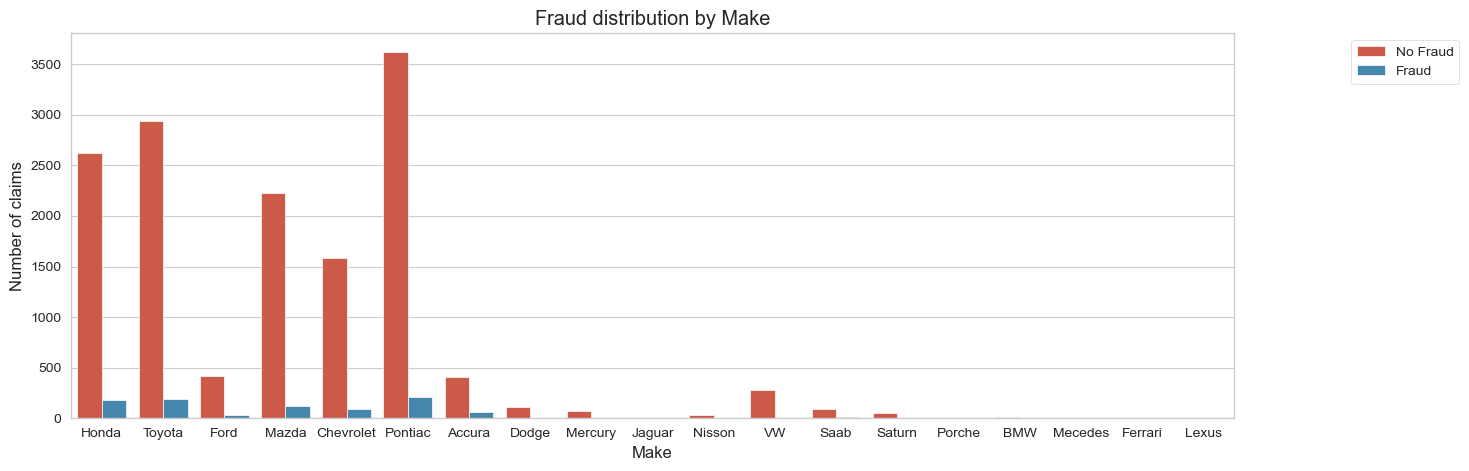 Fraud distribution by Make
No Fraud
Fraud
Number of claims
3500
3000
2500
2000
1500
1000
500
0
Honda Toyota Ford Mazda Chevrolet Pontiac Accura Dodge Mercury Jaguar Nisson VW Saab Saturn Porche BMW Mecedes Ferrari Lexus
Make